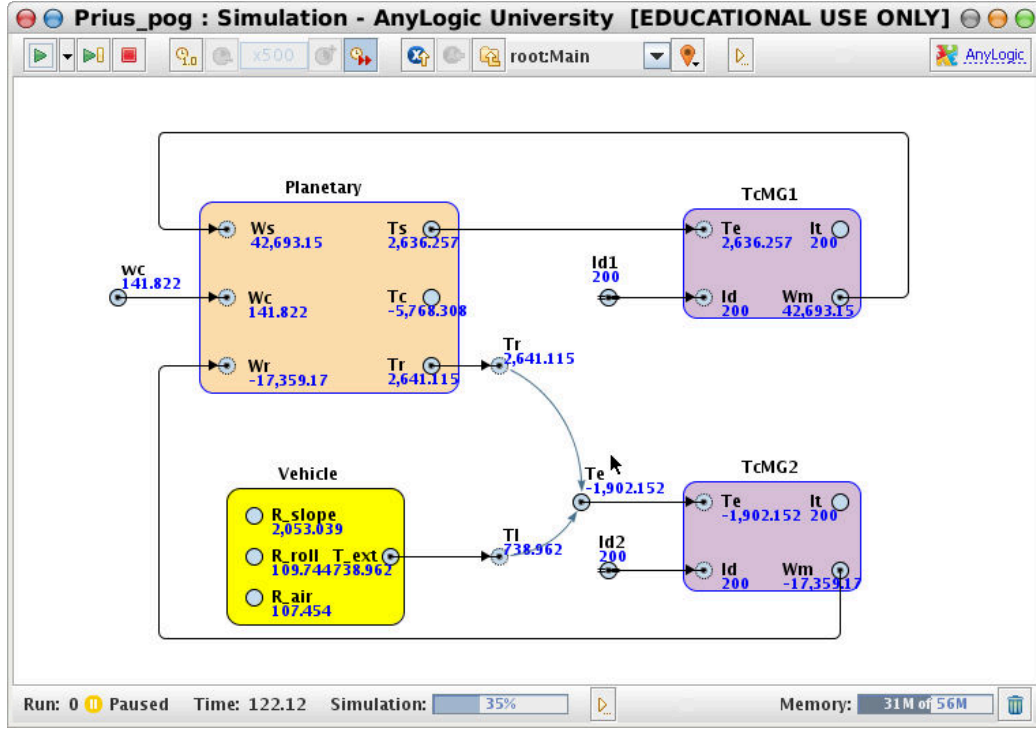 Prius_pog : Simulation - AnyLogic University [EDUCATIONAL USE ONLY]
1.0 x500 root:Main AnyLogic
Planetary
Ws
42,693.15
Ts
2,636.257
wc
141.822
Wc
141.822
Tc
-5,768.308
Wr
-17,359.17
Tr
2,641.115
Tr
2,641.115
TcMG1
Te
2,636.257
It
200
Id1
200
Id
200
Wm
42,693.15
Vehicle
R_slope
2,053.039
R_roll
109.744
T_ext
738.962
R_air
107.454
Tl
738.962
Te
-1,902.152
Id2
200
TcMG2
Te
-1,902.152
It
200
Id
200
Wm
-17,359.17
Run: 0 Paused Time: 122.12 Simulation: 35% Memory: 31M of 56M